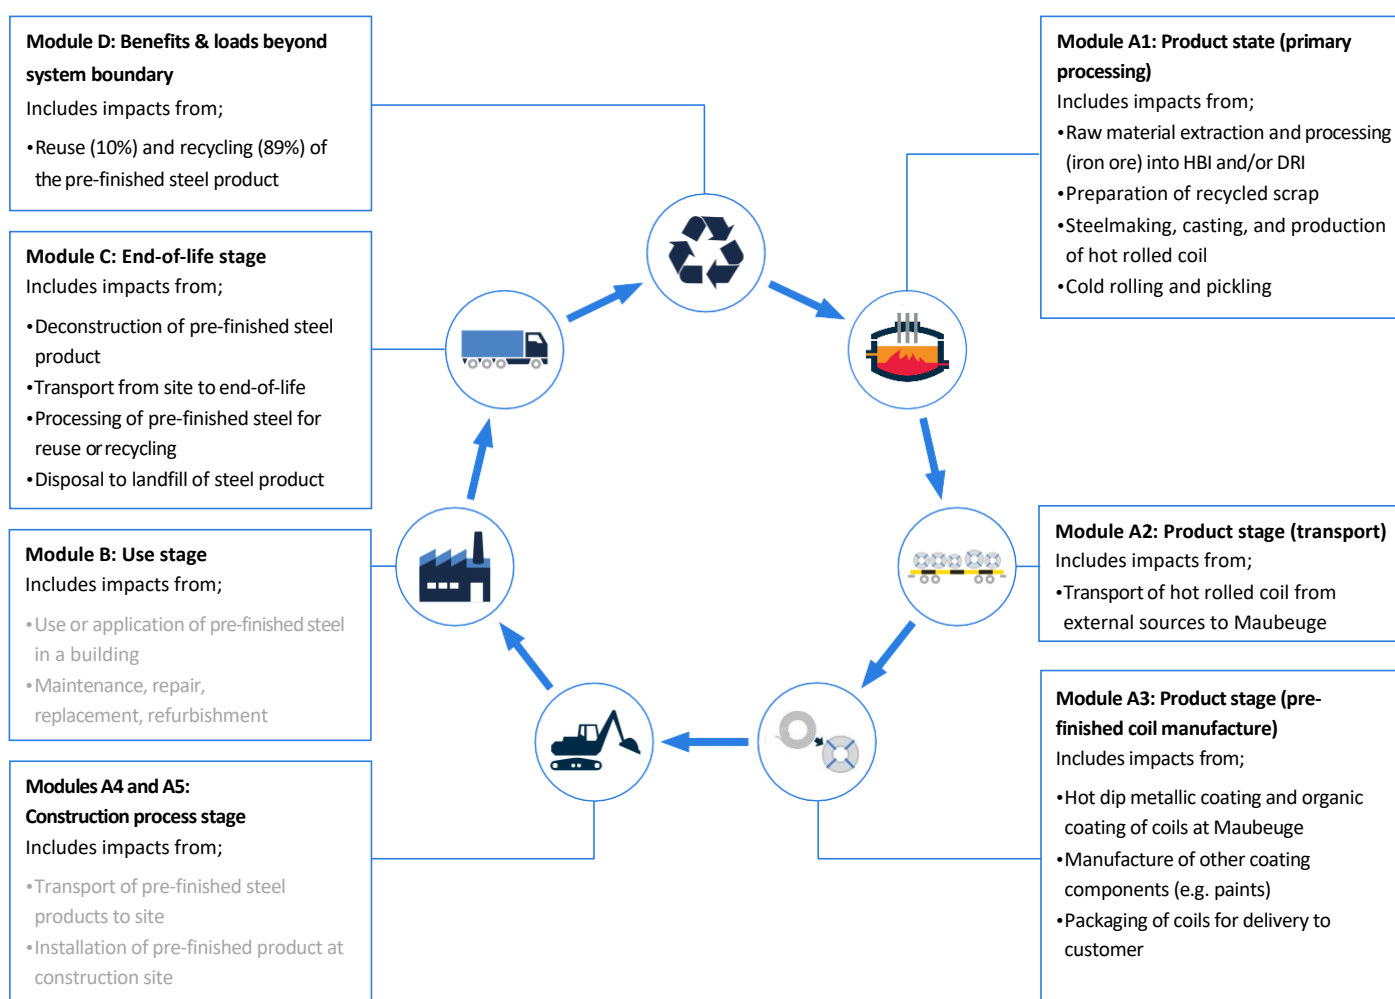 Module D: Benefits & loads beyond
system boundary
Includes impacts from;
•Reuse (10%) and recycling (89%) of
the pre-finished steel product
Module C: End-of-life stage
Includes impacts from;
•Deconstruction of pre-finished steel
product
•Transport from site to end-of-life
•Processing of pre-finished steel for
reuse or recycling
•Disposal to landfill of steel product
Module B: Use stage
Includes impacts from;
•Use or application of pre-finished steel
in a building
•Maintenance, repair,
replacement, refurbishment
Modules A4 and A5:
Construction process stage
Includes impacts from;
•Transport of pre-finished steel
products to site
•Installation of pre-finished product at
construction site
Module A1: Product state (primary
processing)
Includes impacts from;
•Raw material extraction and processing
(iron ore) into HBI and/or DRI
•Preparation of recycled scrap
•Steelmaking, casting, and production
of hot rolled coil
•Cold rolling and pickling
Module A2: Product stage (transport)
Includes impacts from;
•Transport of hot rolled coil from
external sources to Maubeuge
Module A3: Product stage (pre-
finished coil manufacture)
Includes impacts from;
•Hot dip metallic coating and organic
coating of coils at Maubeuge
•Manufacture of other coating
components (e.g. paints)
•Packaging of coils for delivery to
customer